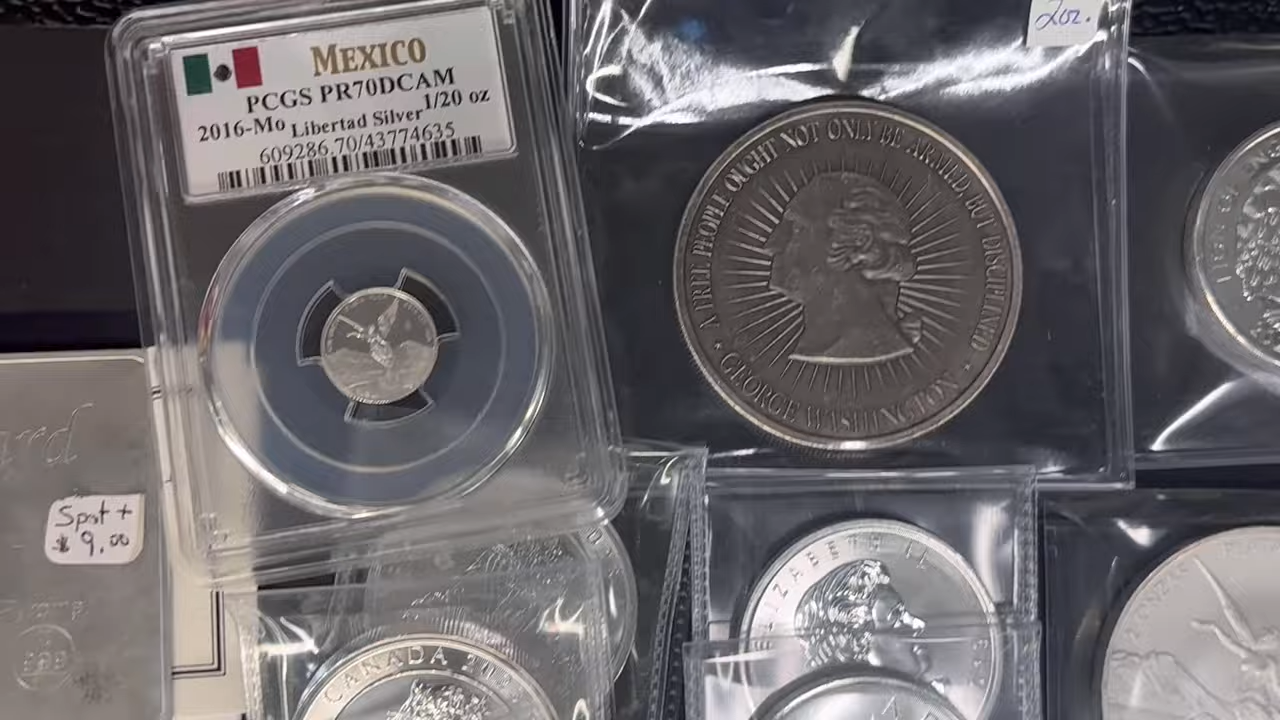 MEXICO
PCGS PR70DCAM
2016-Mo Libertad Silver 1/20 oz
609286.70/43774635
2oz.
A FREE PEOPLE OUGHT NOT ONLY BE ARMED, BUT DISCIPLINED
GEORGE WASHINGTON
Spot +
$ 9.00
999
CANADA
ELIZABETH II